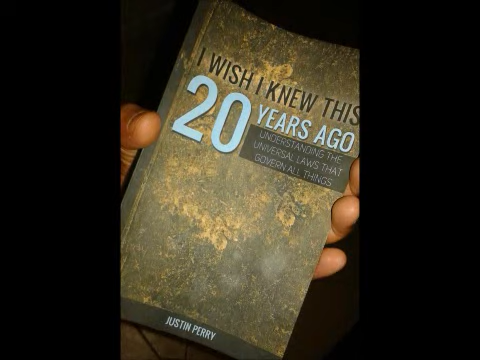 I WISH I KNEW THIS
20 YEARS AGO
UNDERSTANDING THE
UNIVERSAL LAWS THAT
GOVERN ALL THINGS
JUSTIN PERRY